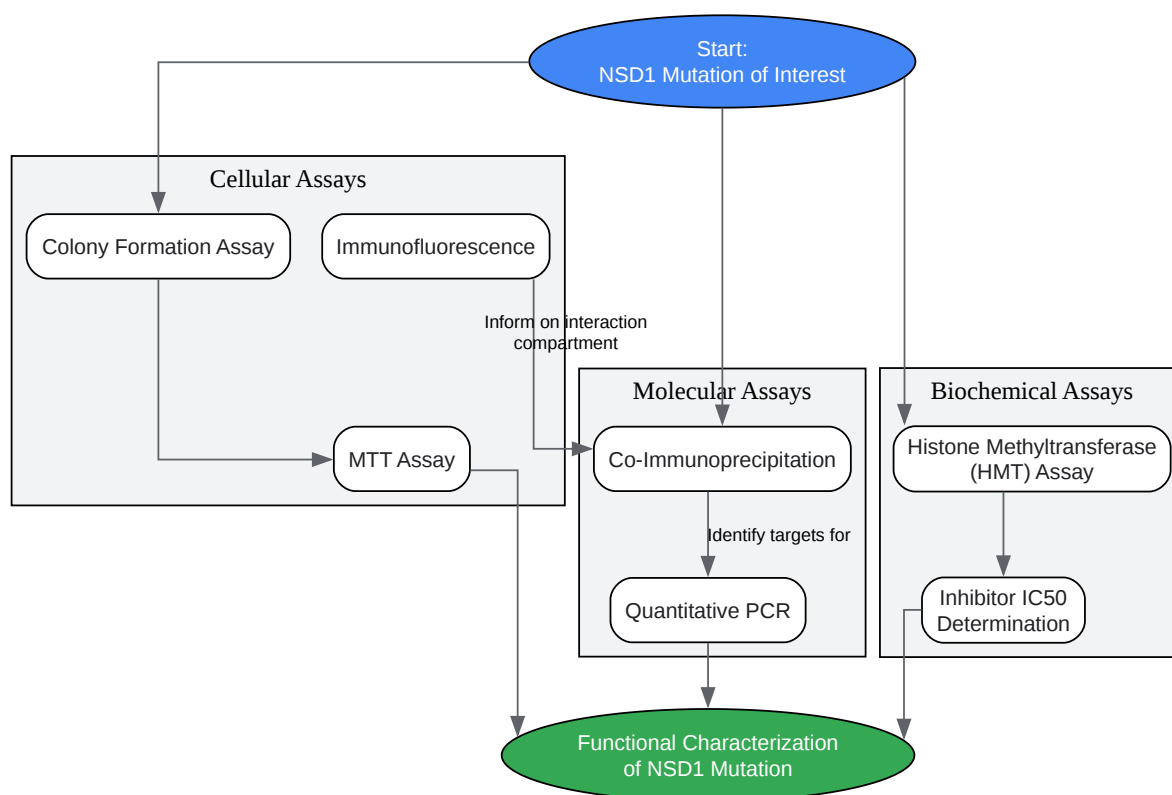 Start:
NSD1 Mutation of Interest
Cellular Assays
Colony Formation Assay
Immunofluorescence
Inform on interaction
compartment
MTT Assay
Molecular Assays
Co-Immunoprecipitation
Identify targets for
Quantitative PCR
Biochemical Assays
Histone Methyltransferase
(HMT) Assay
Inhibitor IC50
Determination
Functional Characterization
of NSD1 Mutation